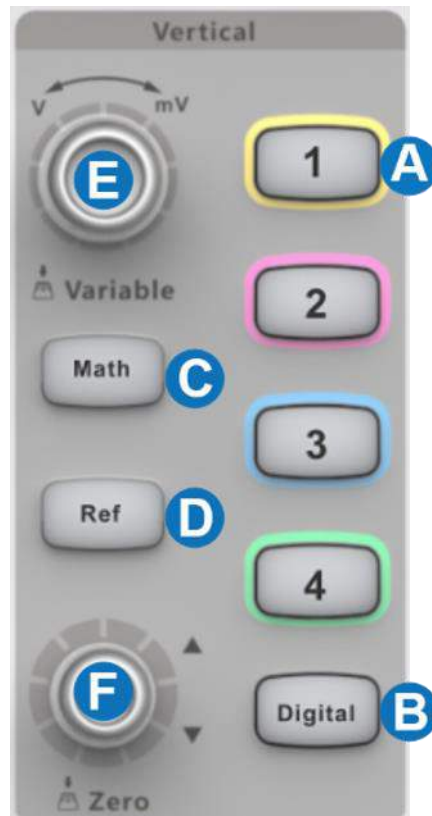 Vertical
V mV
E
1 A
2
Variable
Math C
3
Ref D
4
F
Digital B
Zero